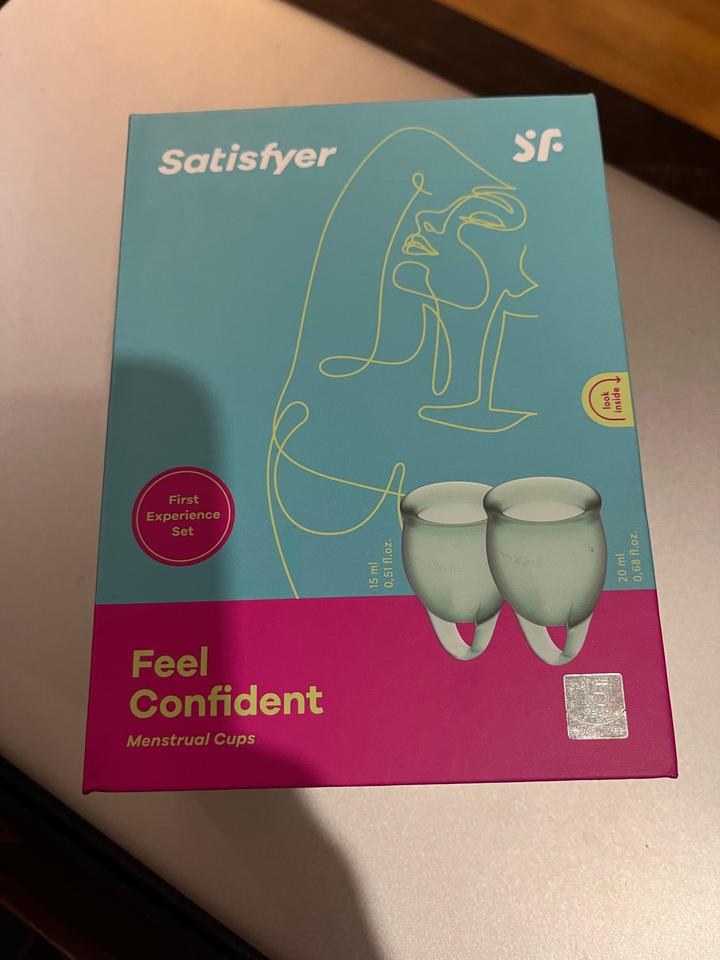 Satisfyer
SF
look
inside
First
Experience
Set
15 ml
0,51 fl.oz.
20 ml
0,68 fl.oz.
Feel
Confident
Menstrual Cups
15